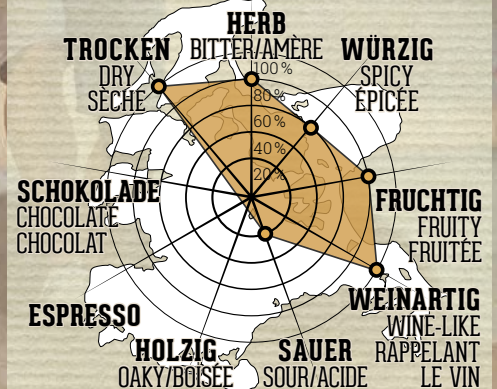 HERB
BITTER/AMÈRE
TROCKEN
DRY
SÈCHE
WÜRZIG
SPICY
ÉPICÉE
100%
80%
60%
40%
20%
SCHOKOLADE
CHOCOLATE
CHOCOLAT
FRUCHTIG
FRUITY
FRUITÉE
ESPRESSO
WEINARTIG
WINE-LIKE
RAPPELANT
LE VIN
HOLZIG
OAKY/BOISÉE
SAUER
SOUR/ACIDE